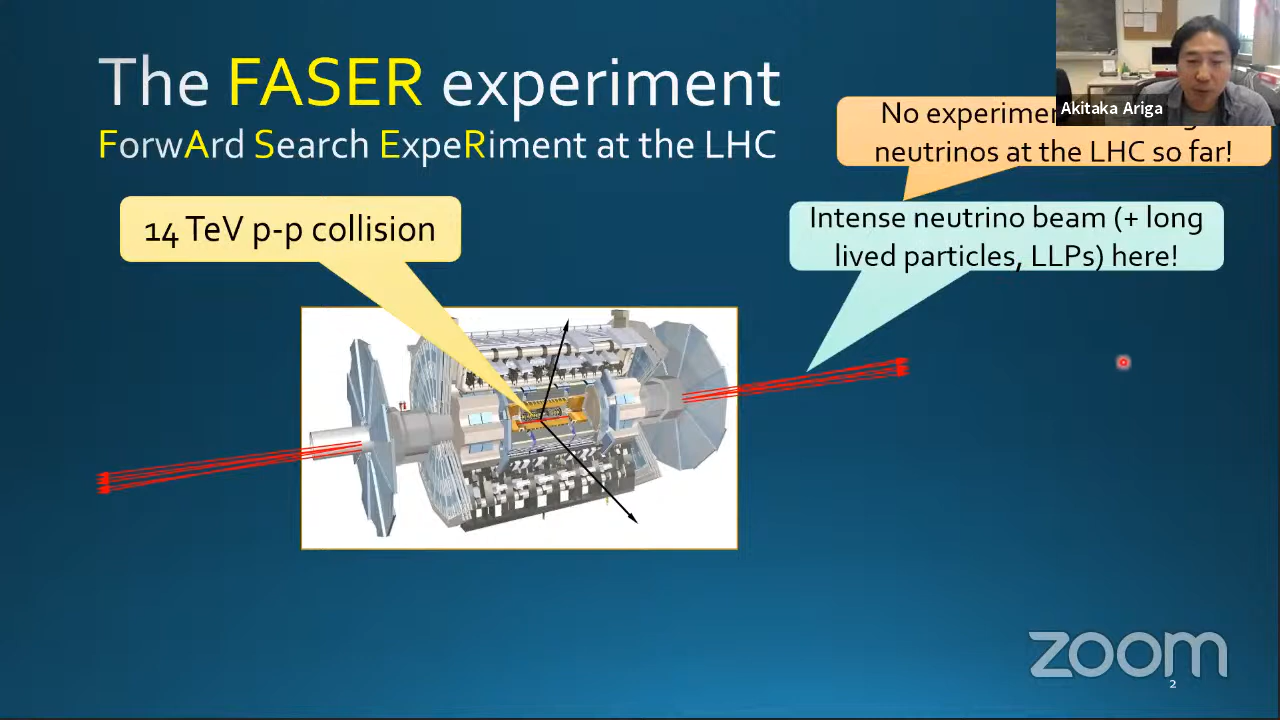 The FASER experiment
ForwArd Search ExpeRiment at the LHC
Akitaka Ariga
No experimen
neutrinos at the LHC so far!
14 TeV p-p collision
Intense neutrino beam (+ long
lived particles, LLPs) here!
zoom
2